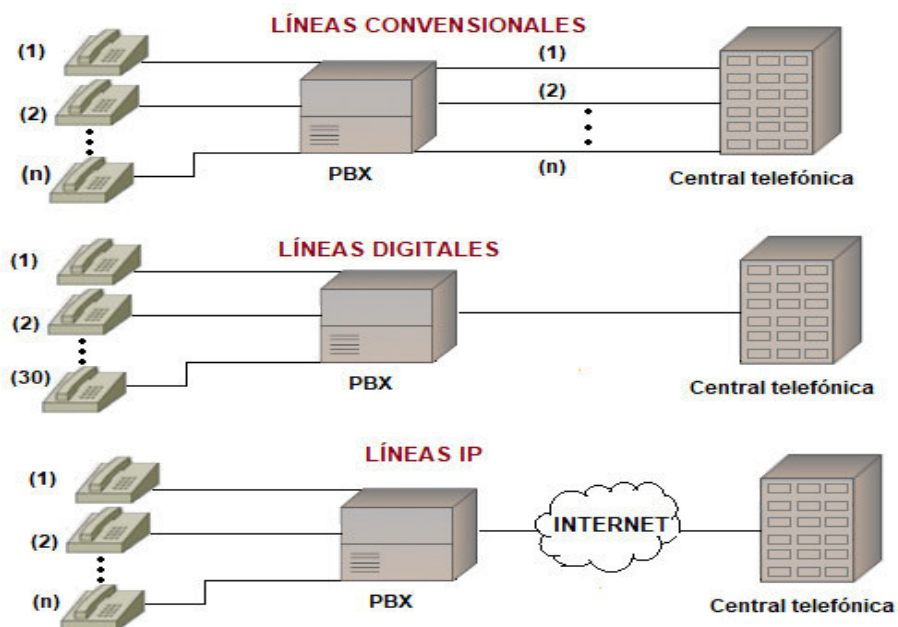 LÍNEAS CONVENSIONALES
(1)
(2)
(n)
PBX
(1)
(2)
(n)
Central telefónica
LÍNEAS DIGITALES
(1)
(2)
(30)
PBX
Central telefónica
LÍNEAS IP
(1)
(2)
(n)
PBX
INTERNET
Central telefónica